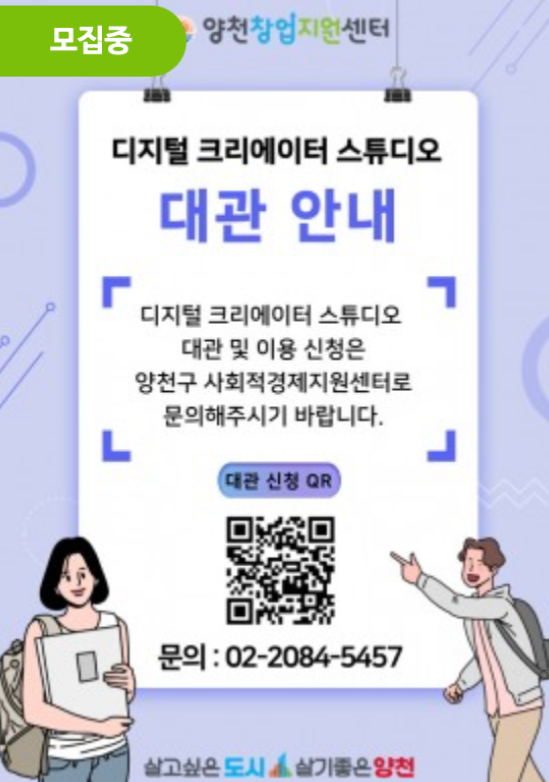 모집중
양천창업지원센터
디지털 크리에이터 스튜디오
대관 안내
디지털 크리에이터 스튜디오
대관 및 이용 신청은
양천구 사회적경제지원센터로
문의해주시기 바랍니다.
대관 신청 QR
문의 : 02-2084-5457
살고싶은 도시 살기좋은 양천